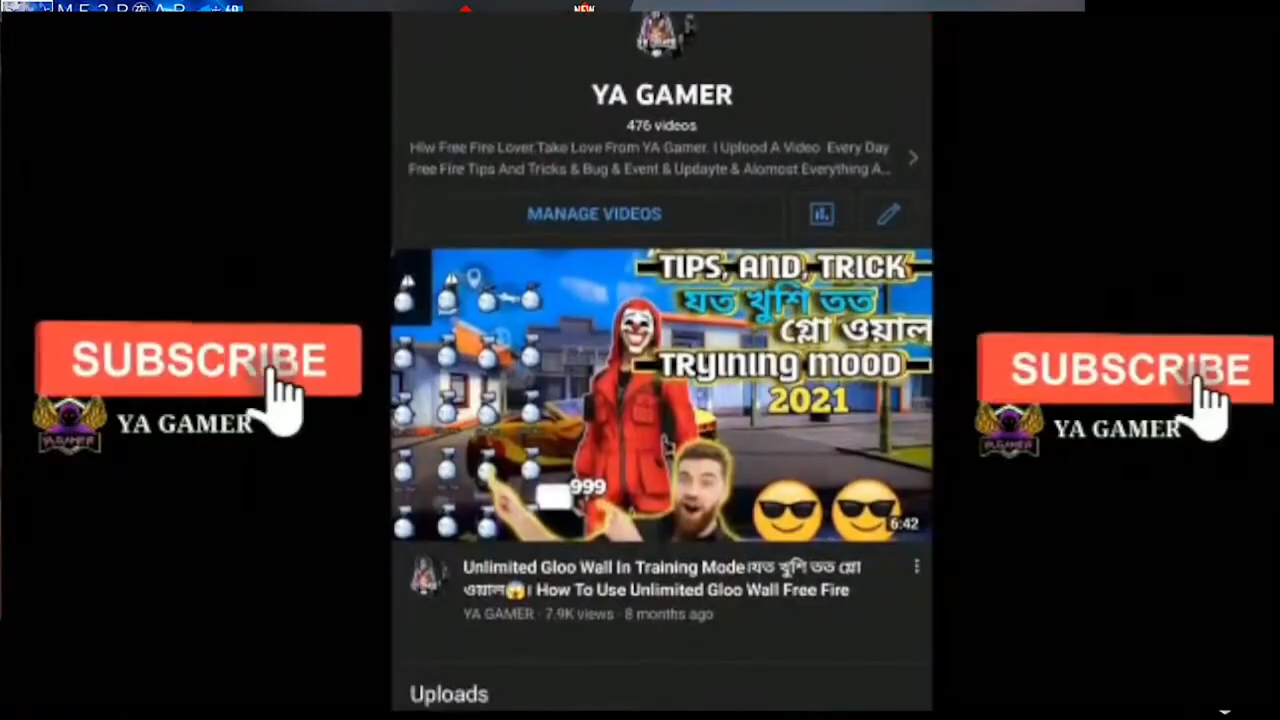 NEW
YA GAMER
476 videos
Hiw Free Fire Lover.Take Love From YA Gamer. I Uplood A Video Every Day
Free Fire Tips And Tricks & Bug & Event & Updayte & Alomost Everything A...
MANAGE VIDEOS
TIPS, AND, TRICK
যত খুশি তত
গ্লো ওয়াল
TRYINING MOOD
2021
999
6:42
SUBSCRIBE
YA GAMER
SUBSCRIBE
YA GAMER
Unlimited Gloo Wall In Training Mode।যত খুশি তত গ্লো
ওয়াল😱। How To Use Unlimited Gloo Wall Free Fire
YA GAMER · 7.9K views · 8 months ago
Uploads